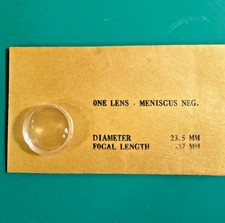 ONE LENS - MENISCUS NEG.
DIAMETER 23.5 MM
FOCAL LENGTH 37 MM